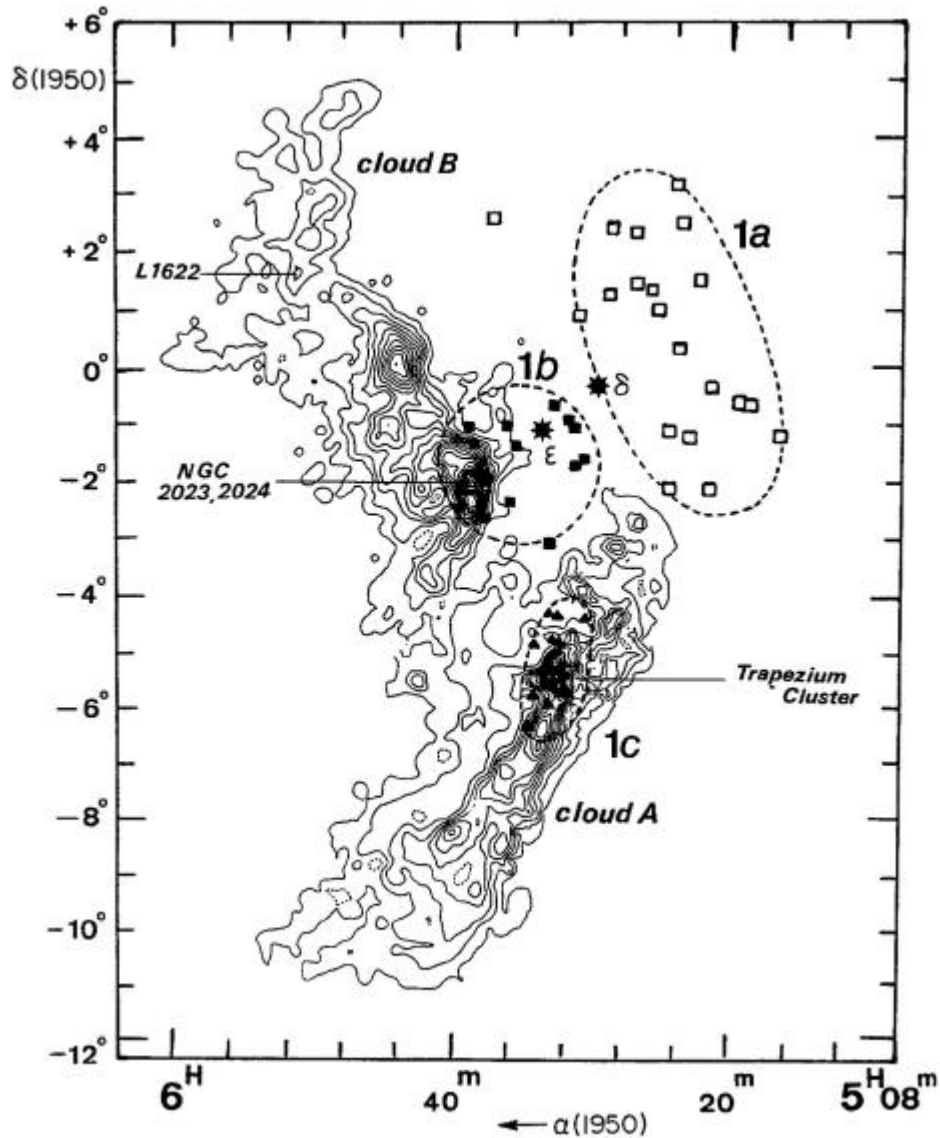 +6°
δ(1950)
+4°
cloud B
1a
+2°
L1622
0°
1b
δ
ε
NGC
2023,2024
−2°
−4°
Trapezium
Cluster
−6°
1c
cloud A
−8°
−10°
−12°
6ᴴ 40ᵐ 20ᵐ 5ᴴ08ᵐ
← α(1950)